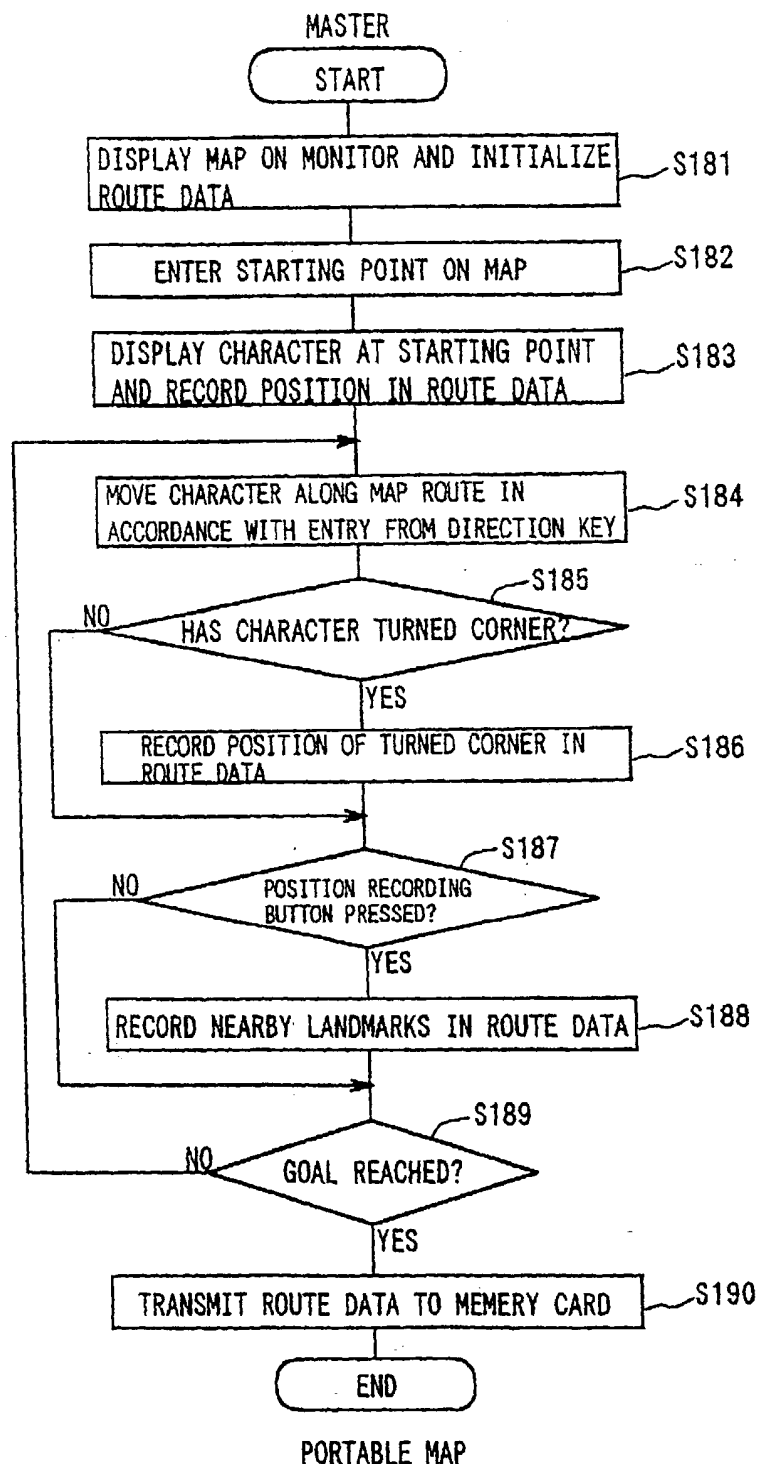 MASTER
START
DISPLAY MAP ON MONITOR AND INITIALIZE
ROUTE DATA
S181
ENTER STARTING POINT ON MAP
S182
DISPLAY CHARACTER AT STARTING POINT
AND RECORD POSITION IN ROUTE DATA
S183
MOVE CHARACTER ALONG MAP ROUTE IN
ACCORDANCE WITH ENTRY FROM DIRECTION KEY
S184
S185
NO
HAS CHARACTER TURNED CORNER?
YES
RECORD POSITION OF TURNED CORNER IN
ROUTE DATA
S186
S187
NO
POSITION RECORDING
BUTTON PRESSED?
YES
RECORD NEARBY LANDMARKS IN ROUTE DATA
S188
S189
NO
GOAL REACHED?
YES
TRANSMIT ROUTE DATA TO MEMERY CARD
S190
END
PORTABLE MAP